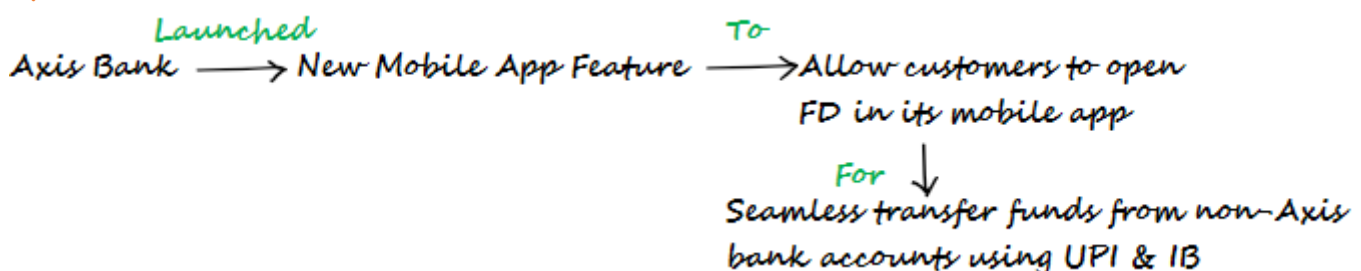 Launched To
Axis Bank → New Mobile App Feature → Allow customers to open
FD in its mobile app
For ↓
Seamless transfer funds from non-Axis
bank accounts using UPI & IB